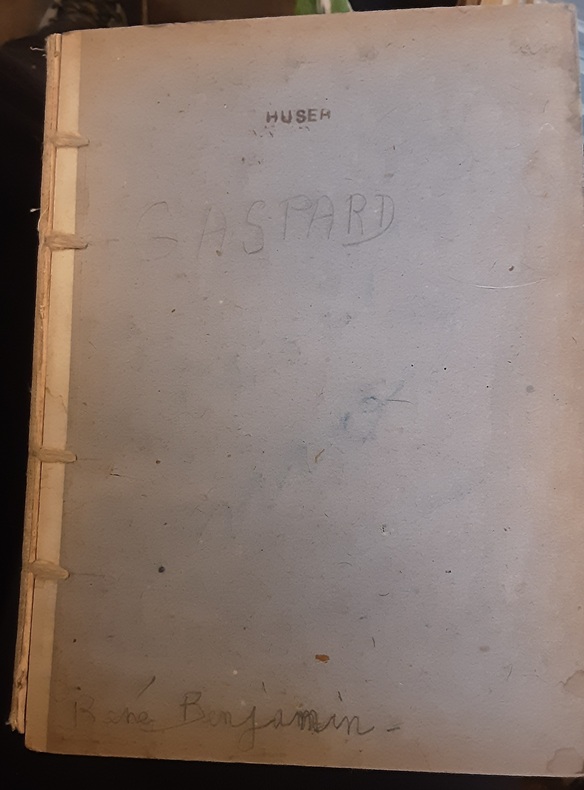 HUSER
GASPARD
René Benjamin -